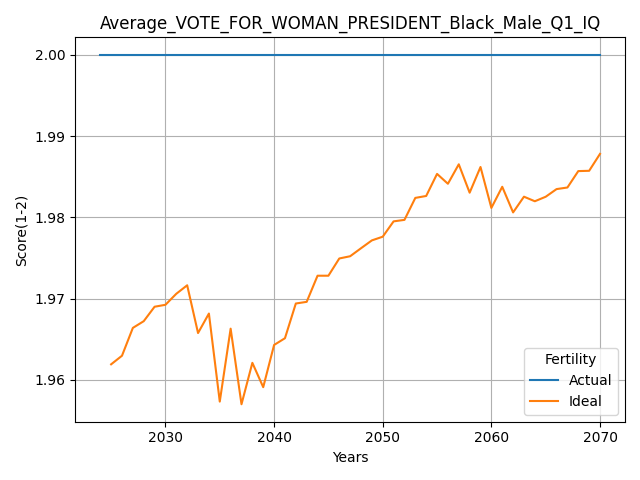 Average_VOTE_FOR_WOMAN_PRESIDENT_Black_Male_Q1_IQ
2.00
1.99
1.98
1.97
1.96
Score(1-2)
2030 2040 2050 2060 2070
Years
Fertility
Actual
Ideal